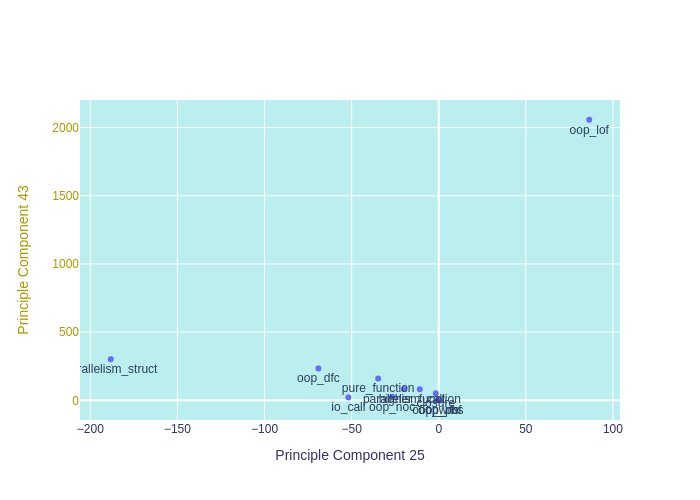 2000
oop_lof
1500
1000
500
rallelism_struct
oop_dfc
pure_function
io_call
oop_noc
0
−200
−150
−100
−50
0
50
100
Principle Component 25
Principle Component 43